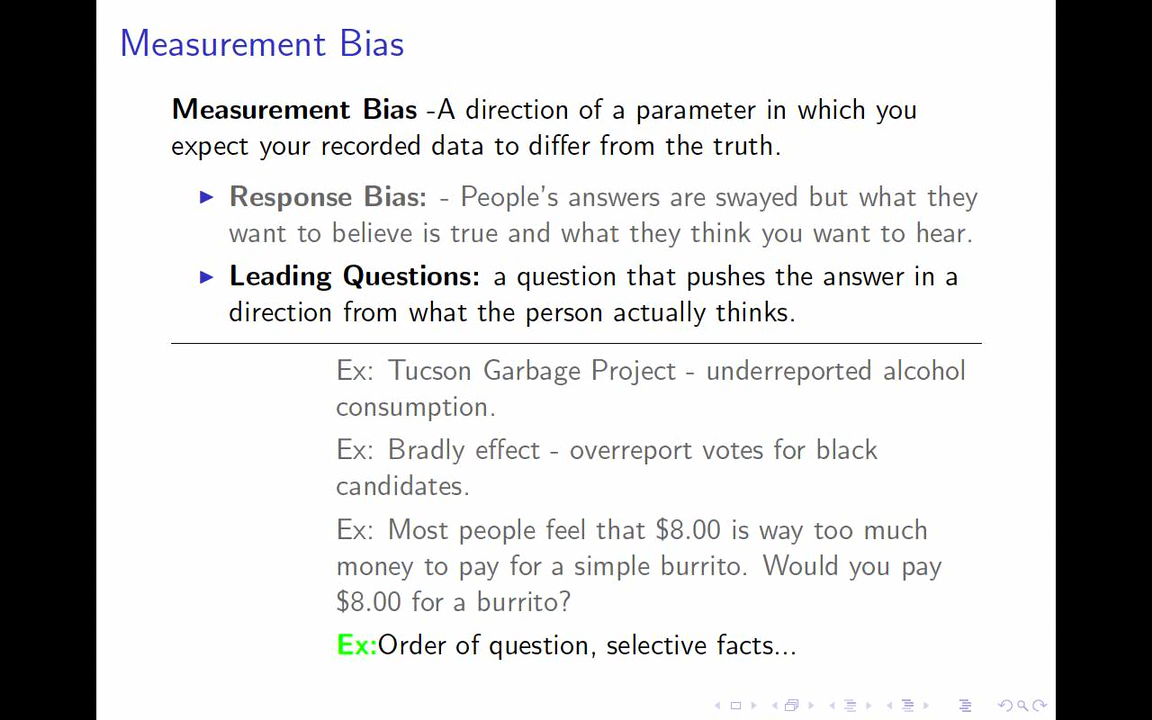 Measurement Bias
Measurement Bias -A direction of a parameter in which you
expect your recorded data to differ from the truth.
Response Bias: - People's answers are swayed but what they
want to believe is true and what they think you want to hear.
Leading Questions: a question that pushes the answer in a
direction from what the person actually thinks.
Ex: Tucson Garbage Project - underreported alcohol
consumption.
Ex: Bradly effect - overreport votes for black
candidates.
Ex: Most people feel that $8.00 is way too much
money to pay for a simple burrito. Would you pay
$8.00 for a burrito?
Ex:Order of question, selective facts...